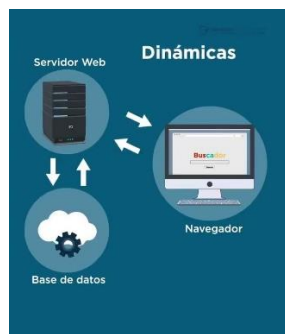 Dinámicas
Servidor Web
Buscador
Navegador
Base de datos